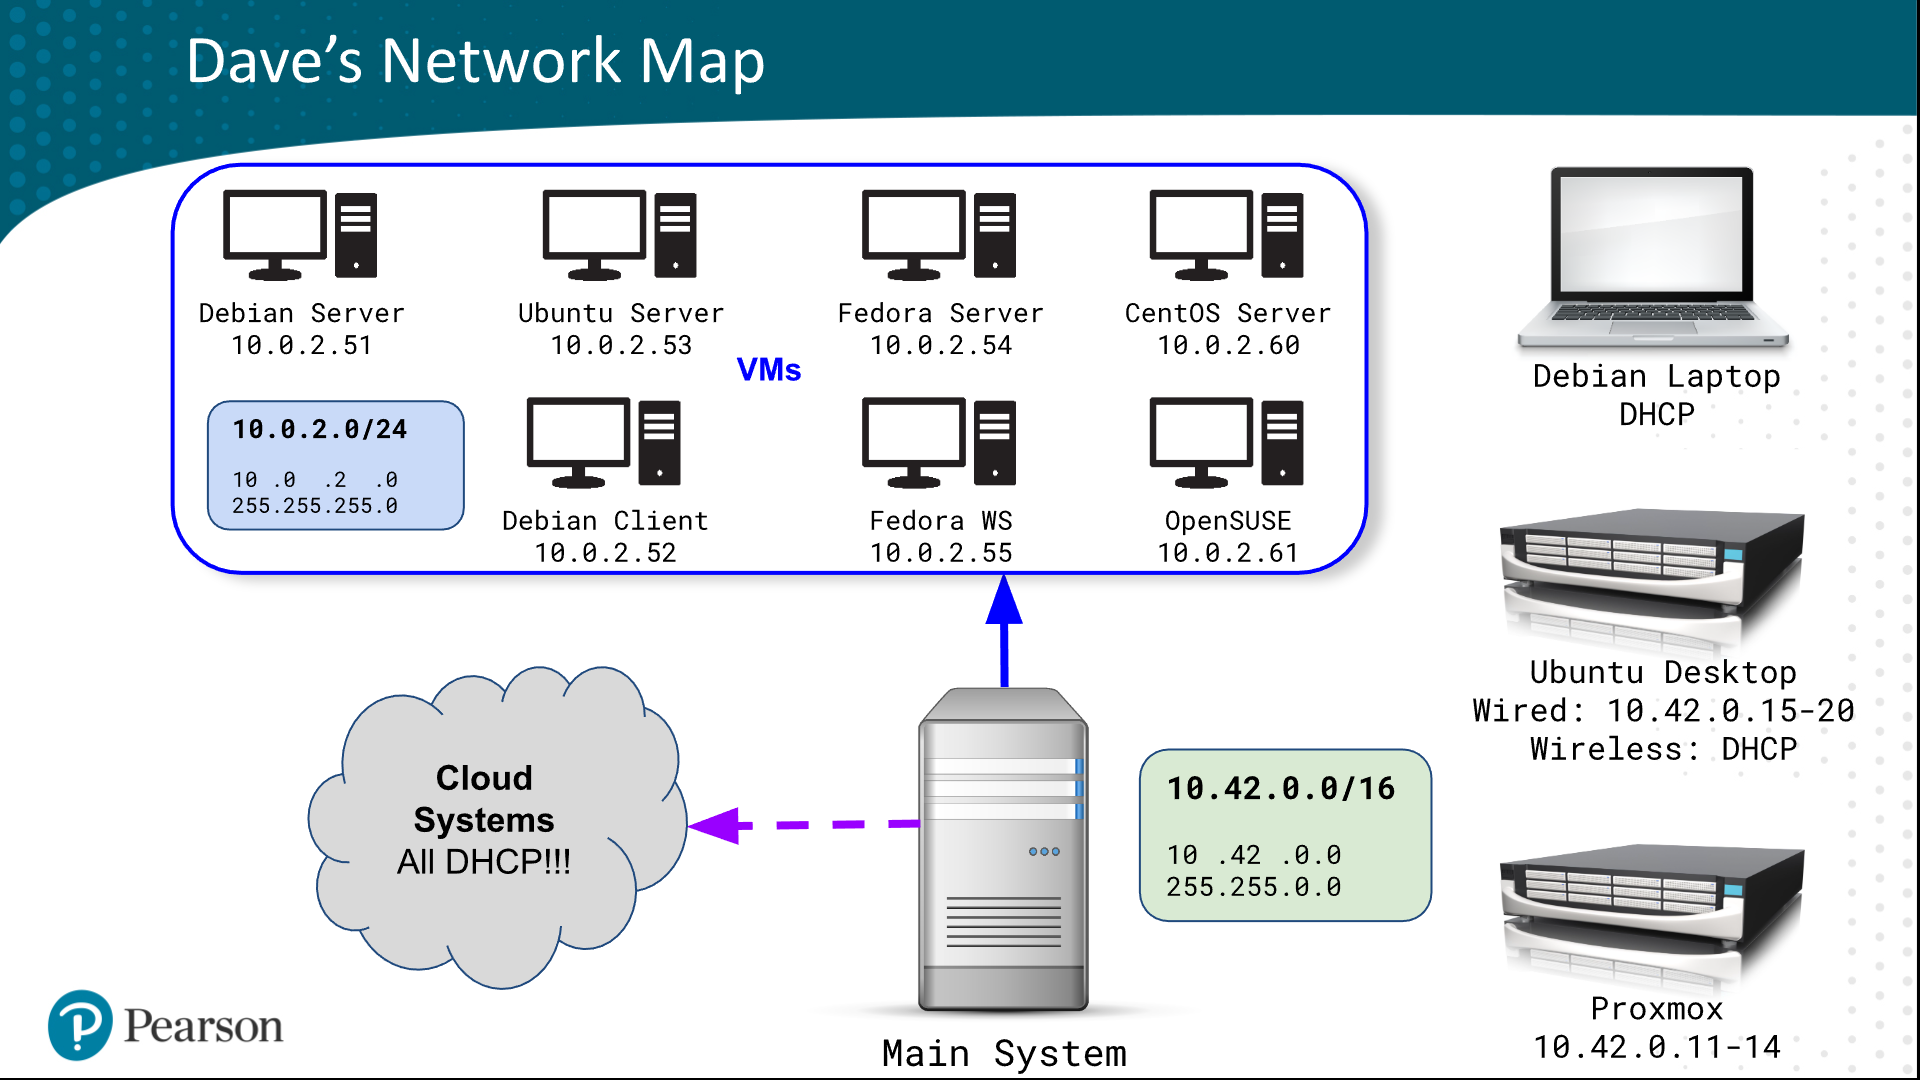 Dave's Network Map
Debian Server
10.0.2.51
Ubuntu Server
10.0.2.53
Fedora Server
10.0.2.54
CentOS Server
10.0.2.60
VMs
10.0.2.0/24
10 .0  .2  .0
255.255.255.0
Debian Client
10.0.2.52
Fedora WS
10.0.2.55
OpenSUSE
10.0.2.61
Debian Laptop
DHCP
Ubuntu Desktop
Wired: 10.42.0.15-20
Wireless: DHCP
Cloud
Systems
All DHCP!!!
10.42.0.0/16
10 .42 .0.0
255.255.0.0
Proxmox
10.42.0.11-14
Main System
Pearson